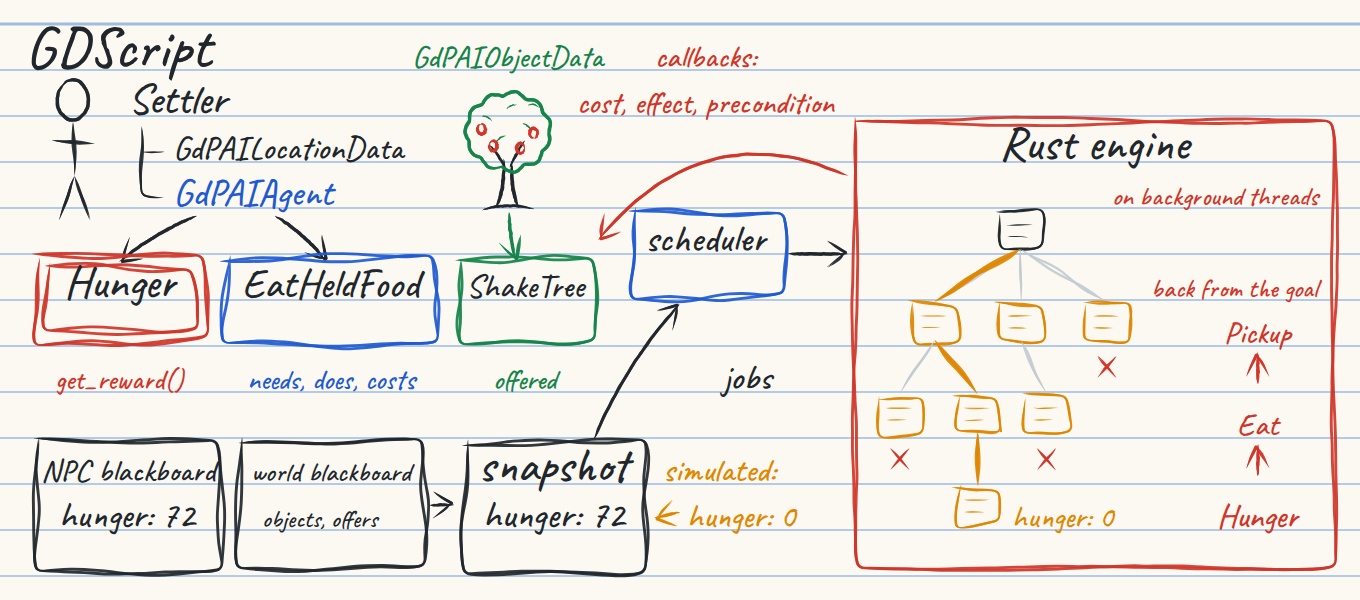 GDScript
GdPAIObjectData
callbacks:
Settler
cost, effect, precondition
GdPAILocationData
Rust engine
GdPAIAgent
on background threads
scheduler
Hunger
EatHeldFood
ShakeTree
back from the goal
Pickup
get_reward()
needs, does, costs
offered
jobs
Eat
NPC blackboard
world blackboard
snapshot
simulated:
hunger: 72
objects, offers
hunger: 72
hunger: 0
hunger: 0
Hunger